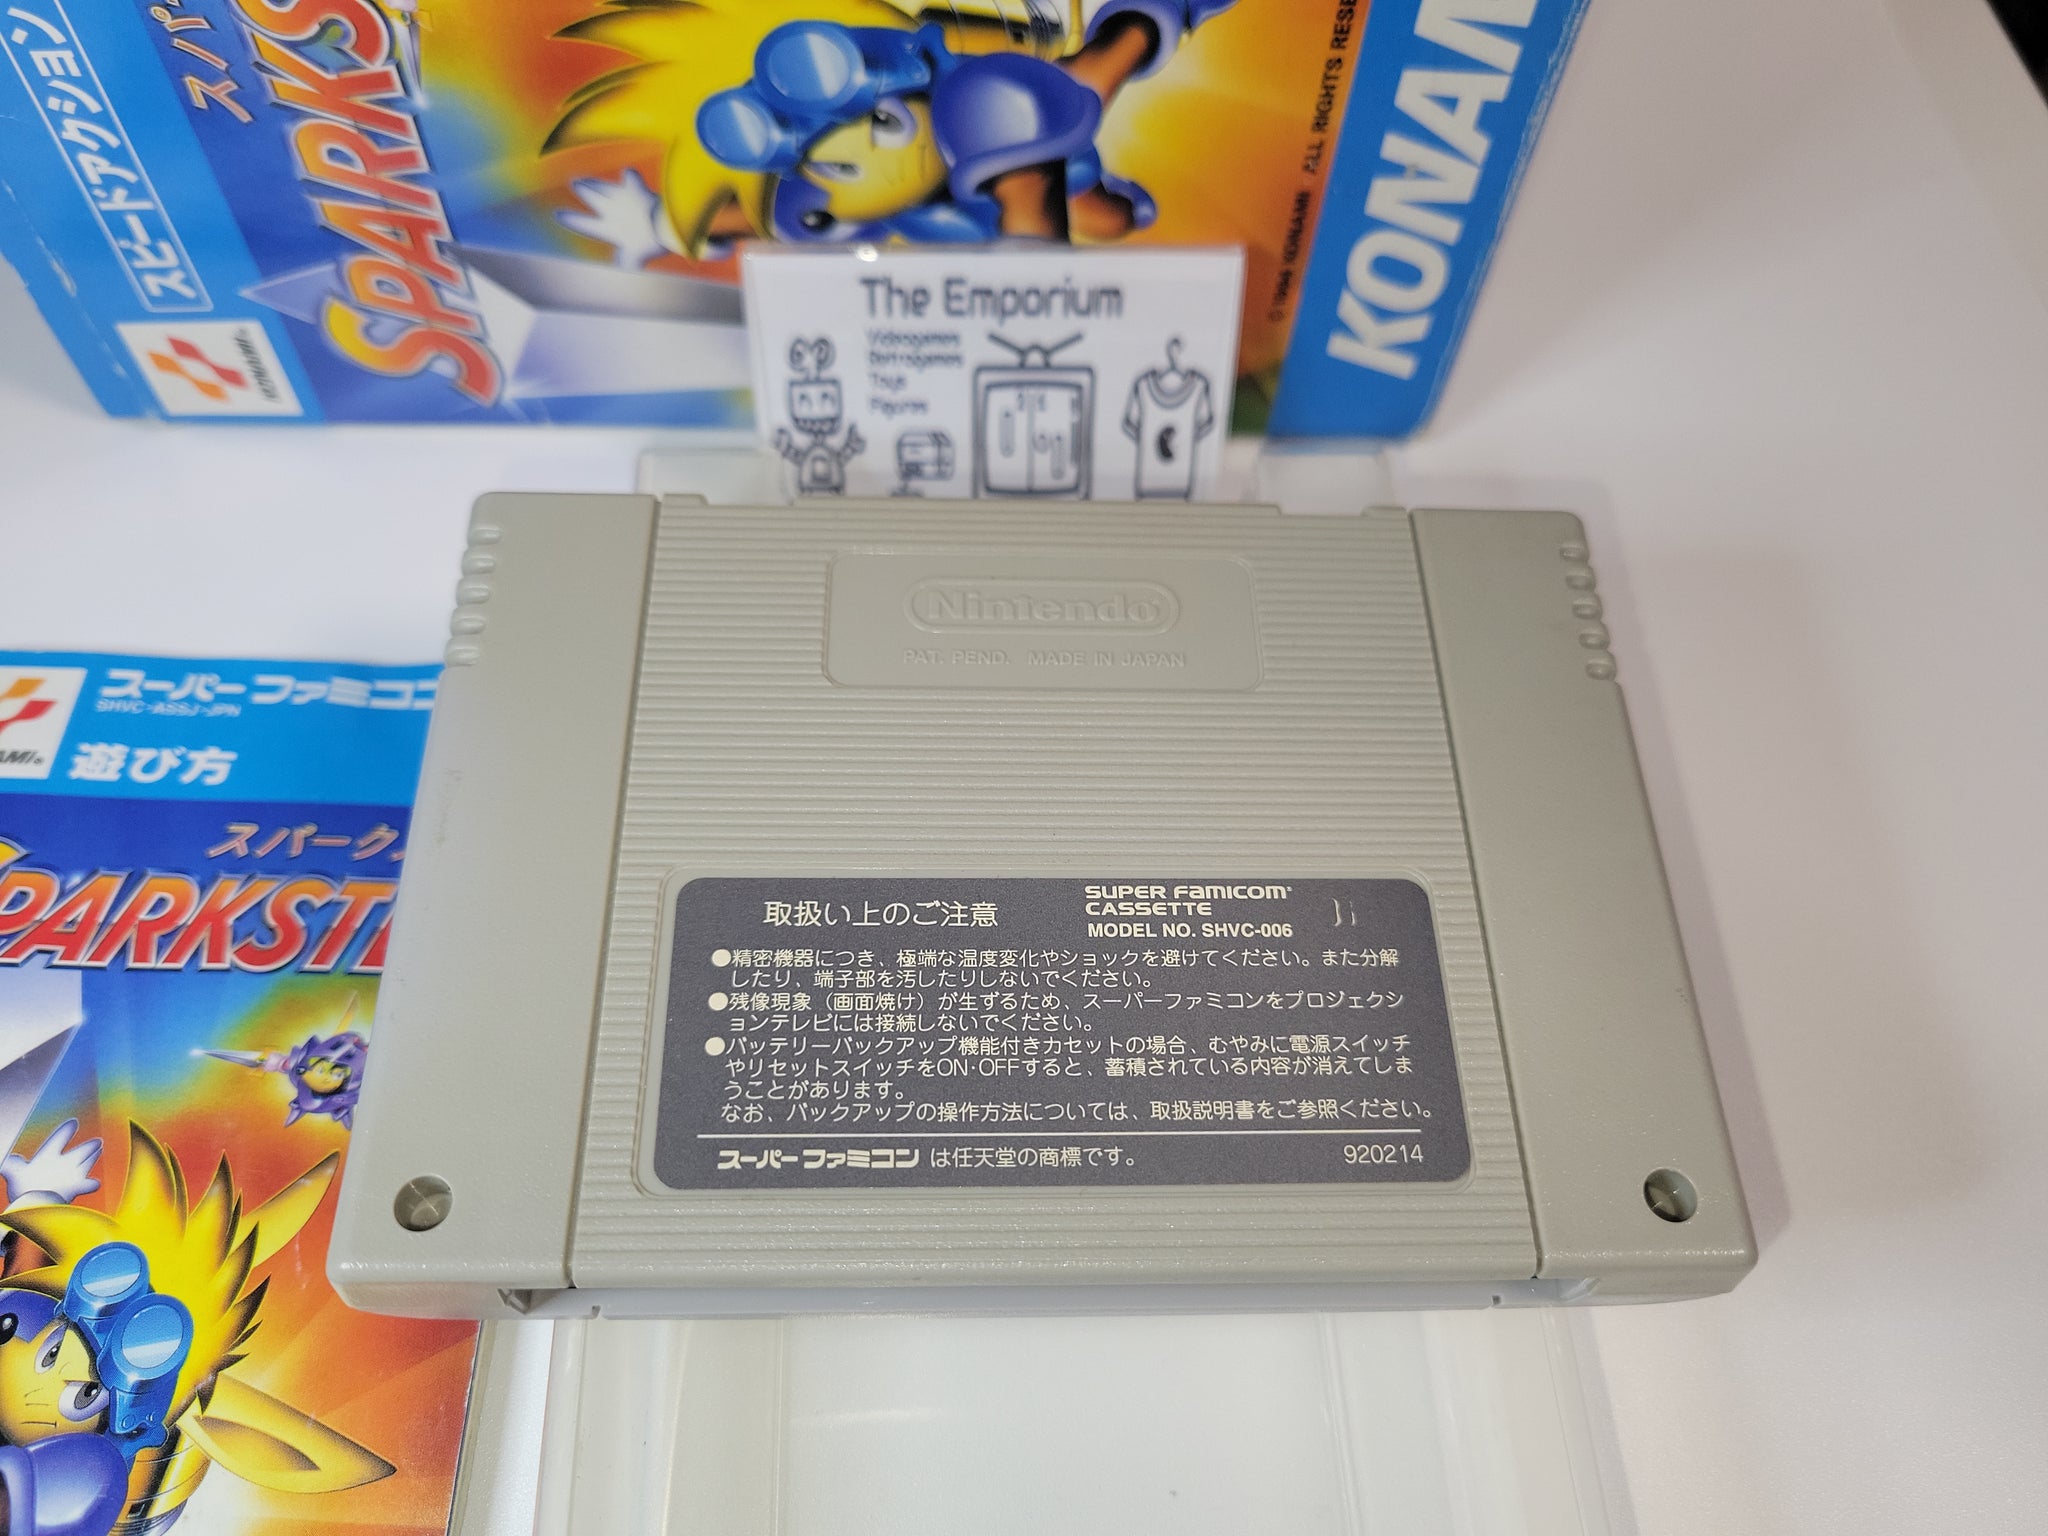 スピードアクション
スパ
SPARKS
KONAMI
© KONAMI ALL RIGHTS RESE
KONAM
The Emporium
Videogames
Retrogames
Toys
Figures
Nintendo
PAT. PEND. MADE IN JAPAN
スーパーファミコン
SHVC-A9SJ-JPN
遊び方
スパーク
SPARKST
取扱い上のご注意
SUPER FAMICOM
CASSETTE
MODEL NO. SHVC-006
●精密機器につき、極端な温度変化やショックを避けてください。また分解
したり、端子部を汚したりしないでください。
●残像現象（画面焼け）が生ずるため、スーパーファミコンをプロジェクシ
ョンテレビには接続しないでください。
●バッテリーバックアップ機能付きカセットの場合、むやみに電源スイッチ
やリセットスイッチをON·OFFすると、蓄積されている内容が消えてしま
うことがあります。
なお、バックアップの操作方法については、取扱説明書をご参照ください。
スーパーファミコン は任天堂の商標です。
920214